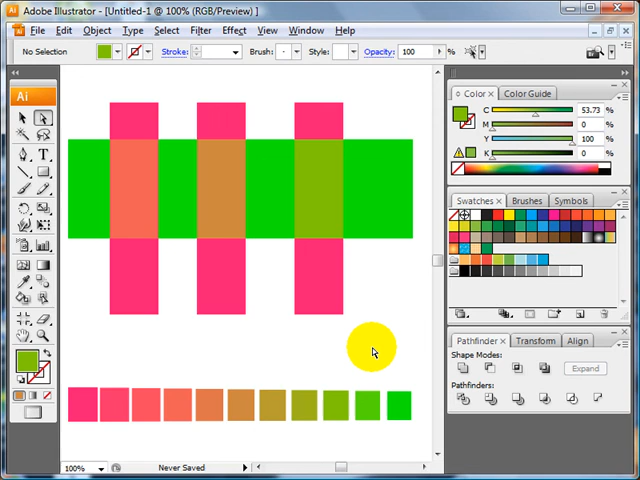 Adobe Illustrator - [Untitled-1 @ 100% (RGB/Preview) ]
File Edit Object Type Select Filter Effect View Window Help
No Selection Stroke: Brush: Style: Opacity: 100 %
Ai
Color Color Guide
C 53.73 %
M 0 %
Y 100 %
K 0 %
Swatches Brushes Symbols
Pathfinder Transform Align
Shape Modes:
Expand
Pathfinders:
100% Never Saved